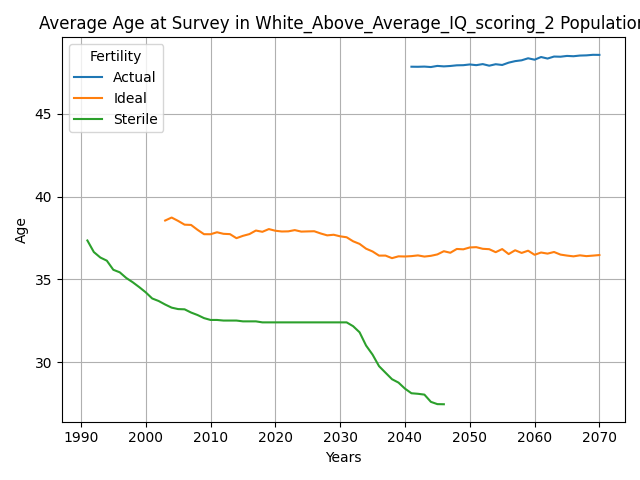 Average Age at Survey in White_Above_Average_IQ_scoring_2 Population
Fertility
Actual
Ideal
Sterile
45
40
35
30
Age
1990 2000 2010 2020 2030 2040 2050 2060 2070
Years